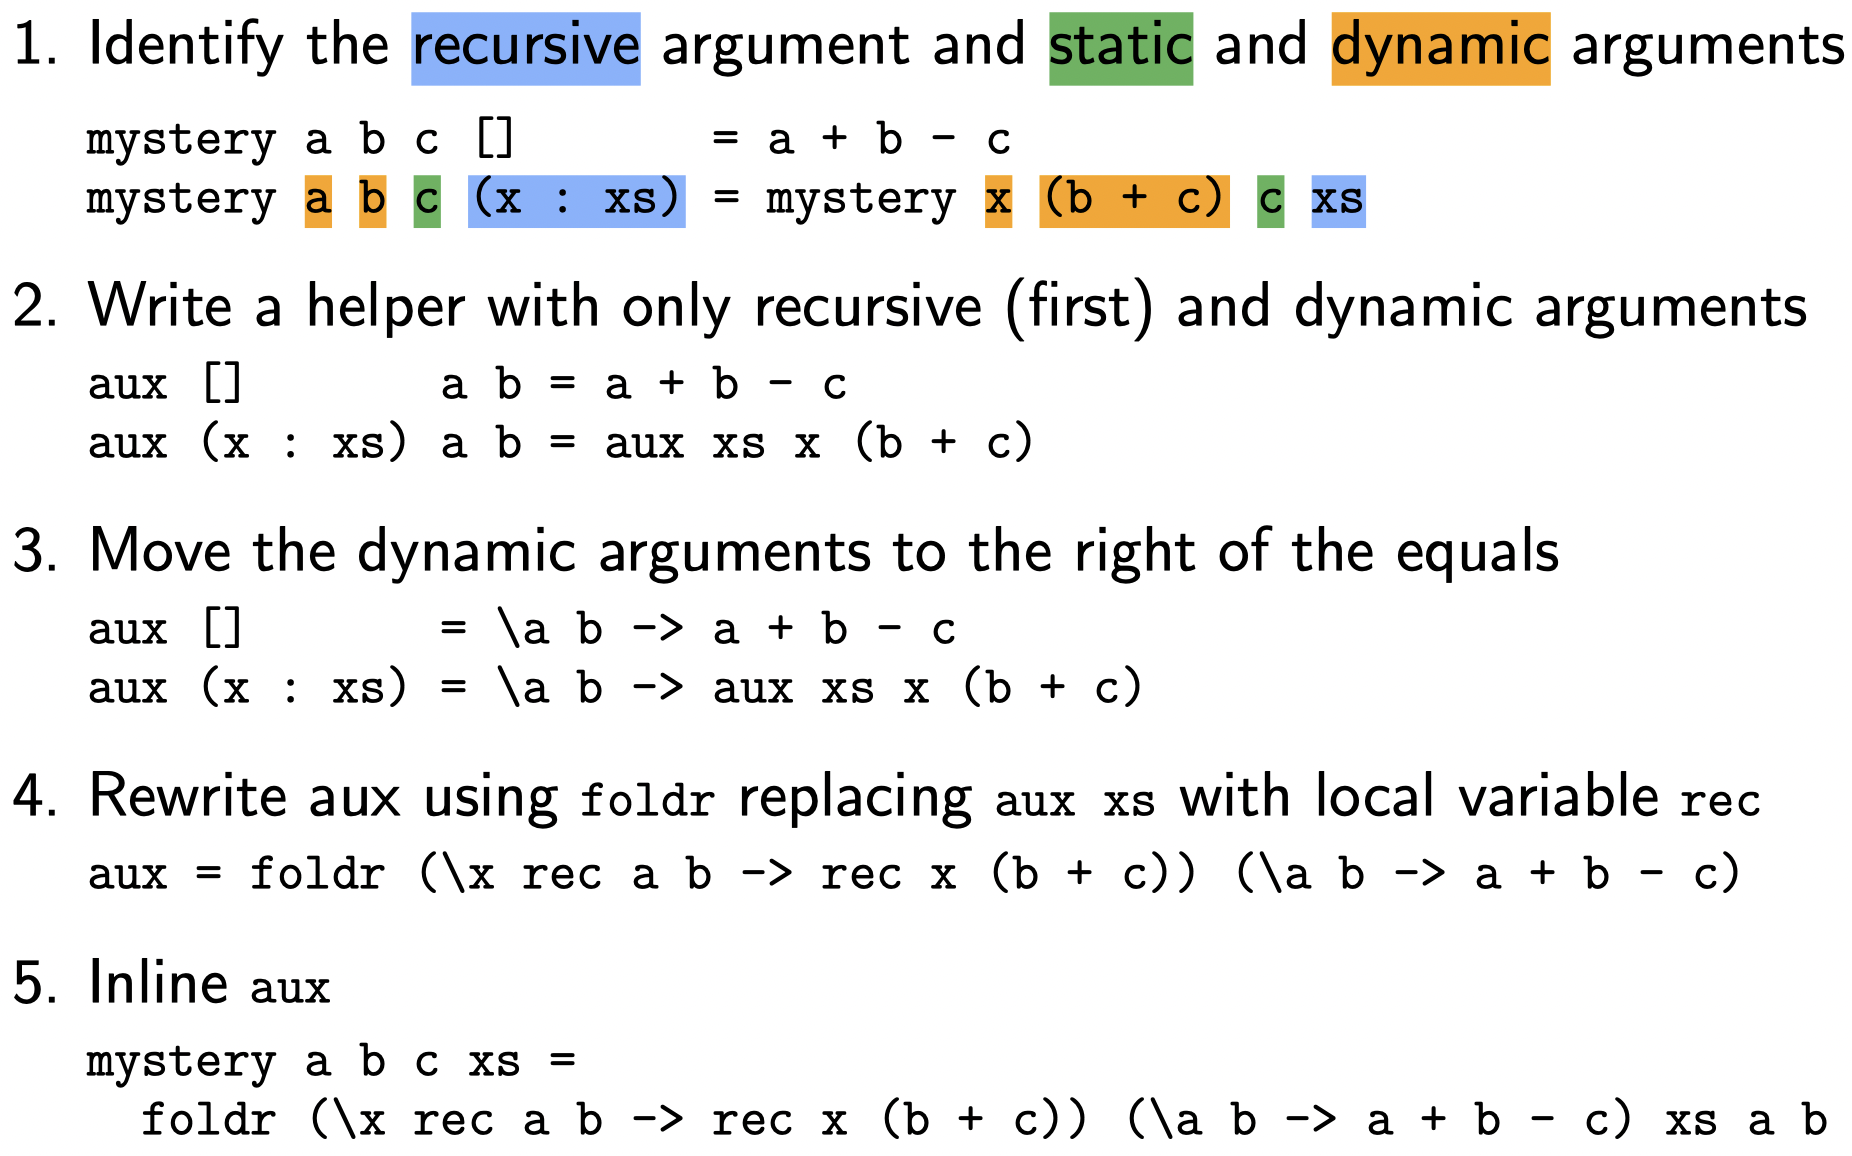 1. Identify the recursive argument and static and dynamic arguments
mystery a b c []       = a + b - c
mystery a b c (x : xs) = mystery x (b + c) c xs
2. Write a helper with only recursive (first) and dynamic arguments
aux []       a b = a + b - c
aux (x : xs) a b = aux xs x (b + c)
3. Move the dynamic arguments to the right of the equals
aux []       = \a b -> a + b - c
aux (x : xs) = \a b -> aux xs x (b + c)
4. Rewrite aux using foldr replacing aux xs with local variable rec
aux = foldr (\x rec a b -> rec x (b + c)) (\a b -> a + b - c)
5. Inline aux
mystery a b c xs =
  foldr (\x rec a b -> rec x (b + c)) (\a b -> a + b - c) xs a b